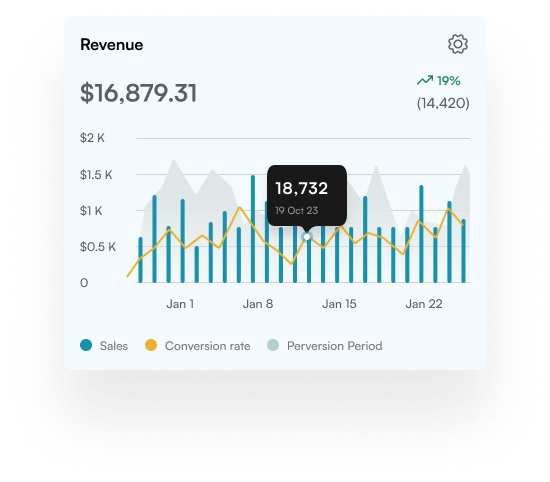 Revenue
$16,879.31
19%
(14,420)
$2 K
$1.5 K
$1 K
$0.5 K
0
18,732
19 Oct 23
Jan 1 Jan 8 Jan 15 Jan 22
Sales Conversion rate Perversion Period